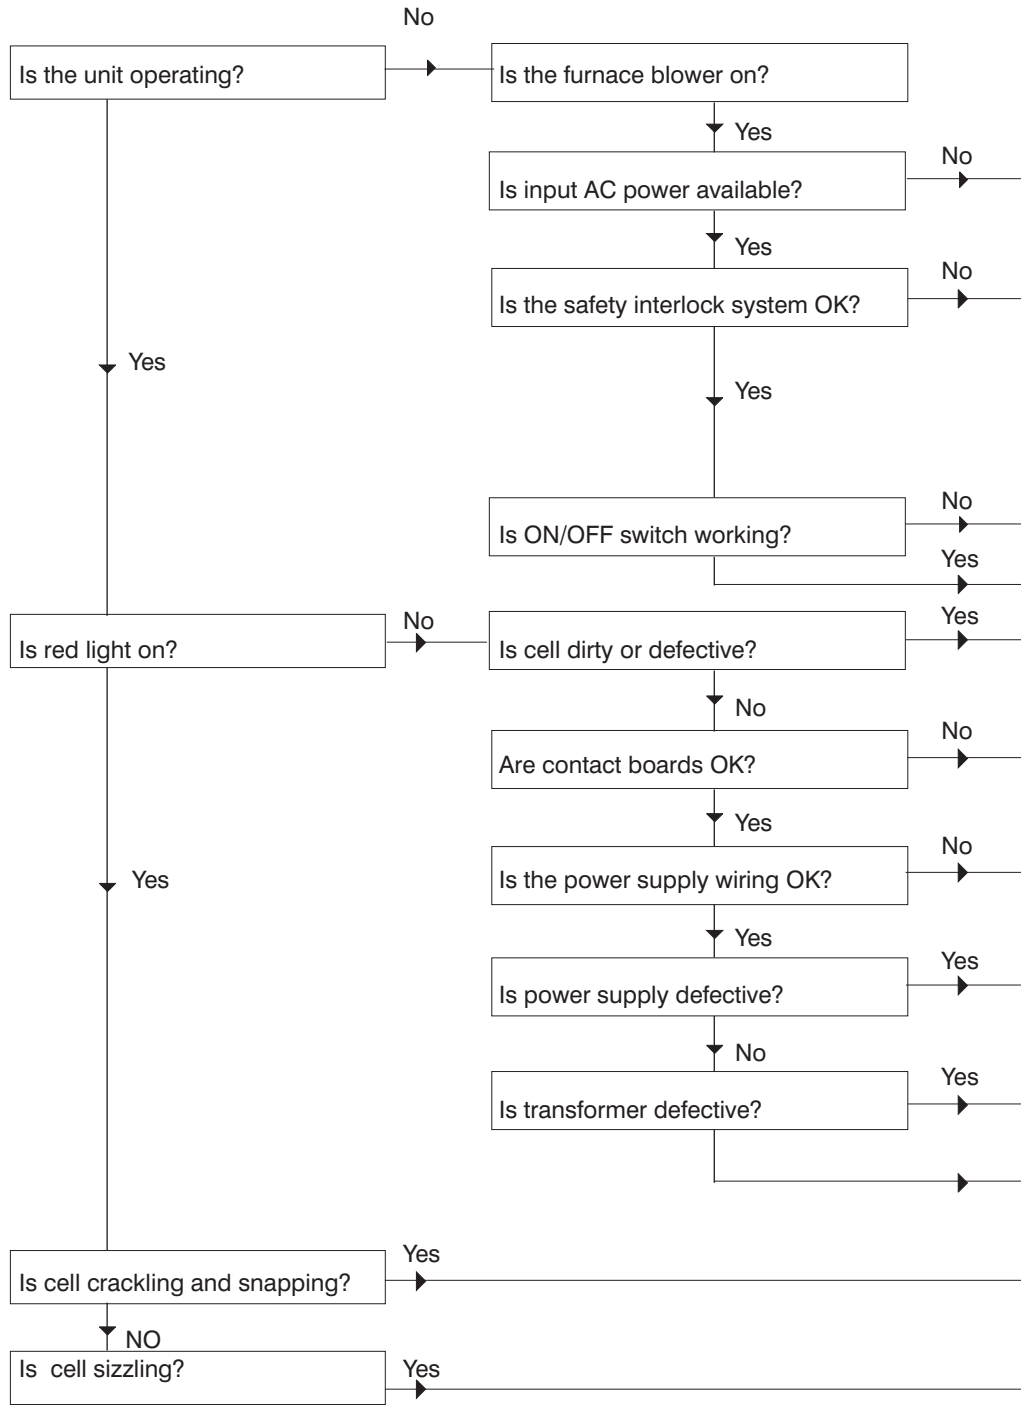 No
Is the unit operating?
Is the furnace blower on?
Yes
Is input AC power available?
No
Yes
Is the safety interlock system OK?
No
Yes
Yes
Is ON/OFF switch working?
No
Yes
Is red light on?
No
Is cell dirty or defective?
Yes
No
Are contact boards OK?
No
Yes
Is the power supply wiring OK?
No
Yes
Yes
Is power supply defective?
Yes
No
Is transformer defective?
Yes
Is cell crackling and snapping?
Yes
NO
Is cell sizzling?
Yes